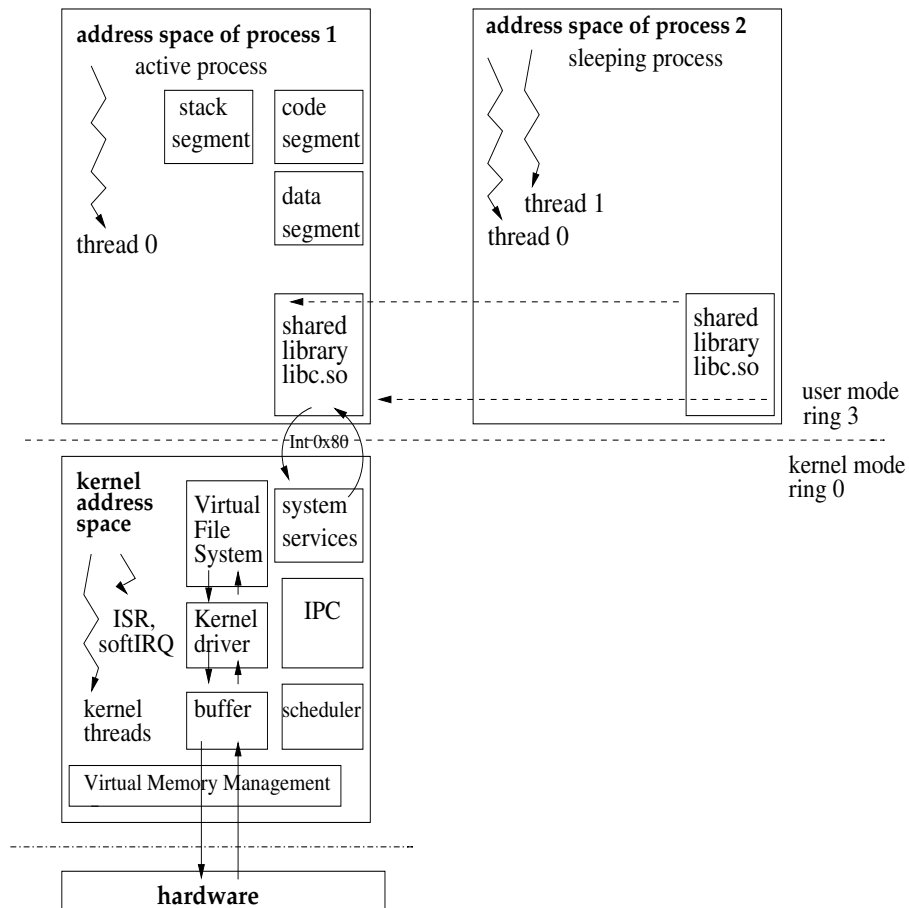 address space of process 1
active process
stack
segment
code
segment
data
segment
thread 0
shared
library
libc.so
address space of process 2
sleeping process
thread 1
thread 0
shared
library
libc.so
user mode
ring 3
Int 0x80
kernel mode
ring 0
kernel
address
space
Virtual
File
System
system
services
ISR,
softIRQ
Kernel
driver
IPC
kernel
threads
buffer
scheduler
Virtual Memory Management
hardware